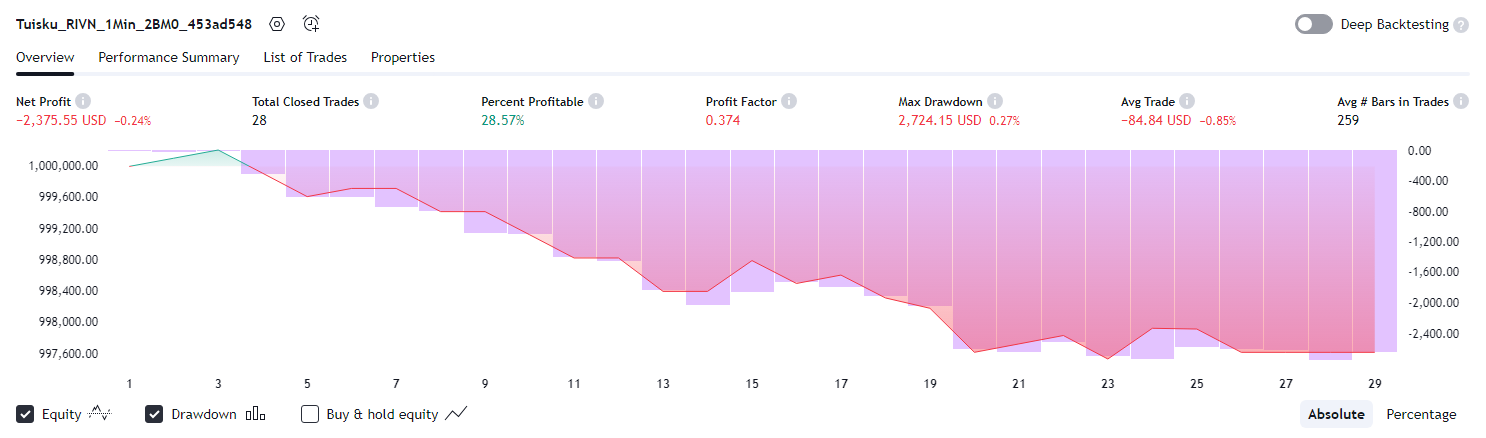 Tuisku_RIVN_1Min_2BM0_453ad548
Deep Backtesting
Overview Performance Summary List of Trades Properties
Net Profit Total Closed Trades Percent Profitable Profit Factor Max Drawdown Avg Trade Avg # Bars in Trades
−2,375.55 USD −0.24% 28 28.57% 0.374 2,724.15 USD 0.27% −84.84 USD −0.85% 259
1,000,000.00
999,600.00
999,200.00
998,800.00
998,400.00
998,000.00
997,600.00
0.00
-400.00
-800.00
-1,200.00
-1,600.00
-2,000.00
-2,400.00
1 3 5 7 9 11 13 15 17 19 21 23 25 27 29
Equity Drawdown Buy & hold equity Absolute Percentage